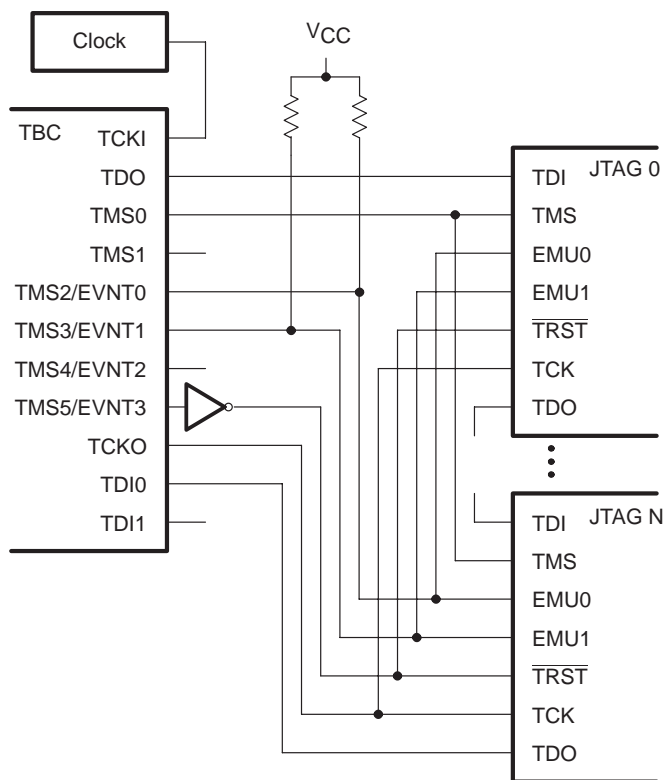 Clock
VCC
TBC
TCKI
TDO
TMS0
TMS1
TMS2/EVNT0
TMS3/EVNT1
TMS4/EVNT2
TMS5/EVNT3
TCKO
TDI0
TDI1
JTAG 0
TDI
TMS
EMU0
EMU1
TRST
TCK
TDO
JTAG N
TDI
TMS
EMU0
EMU1
TRST
TCK
TDO